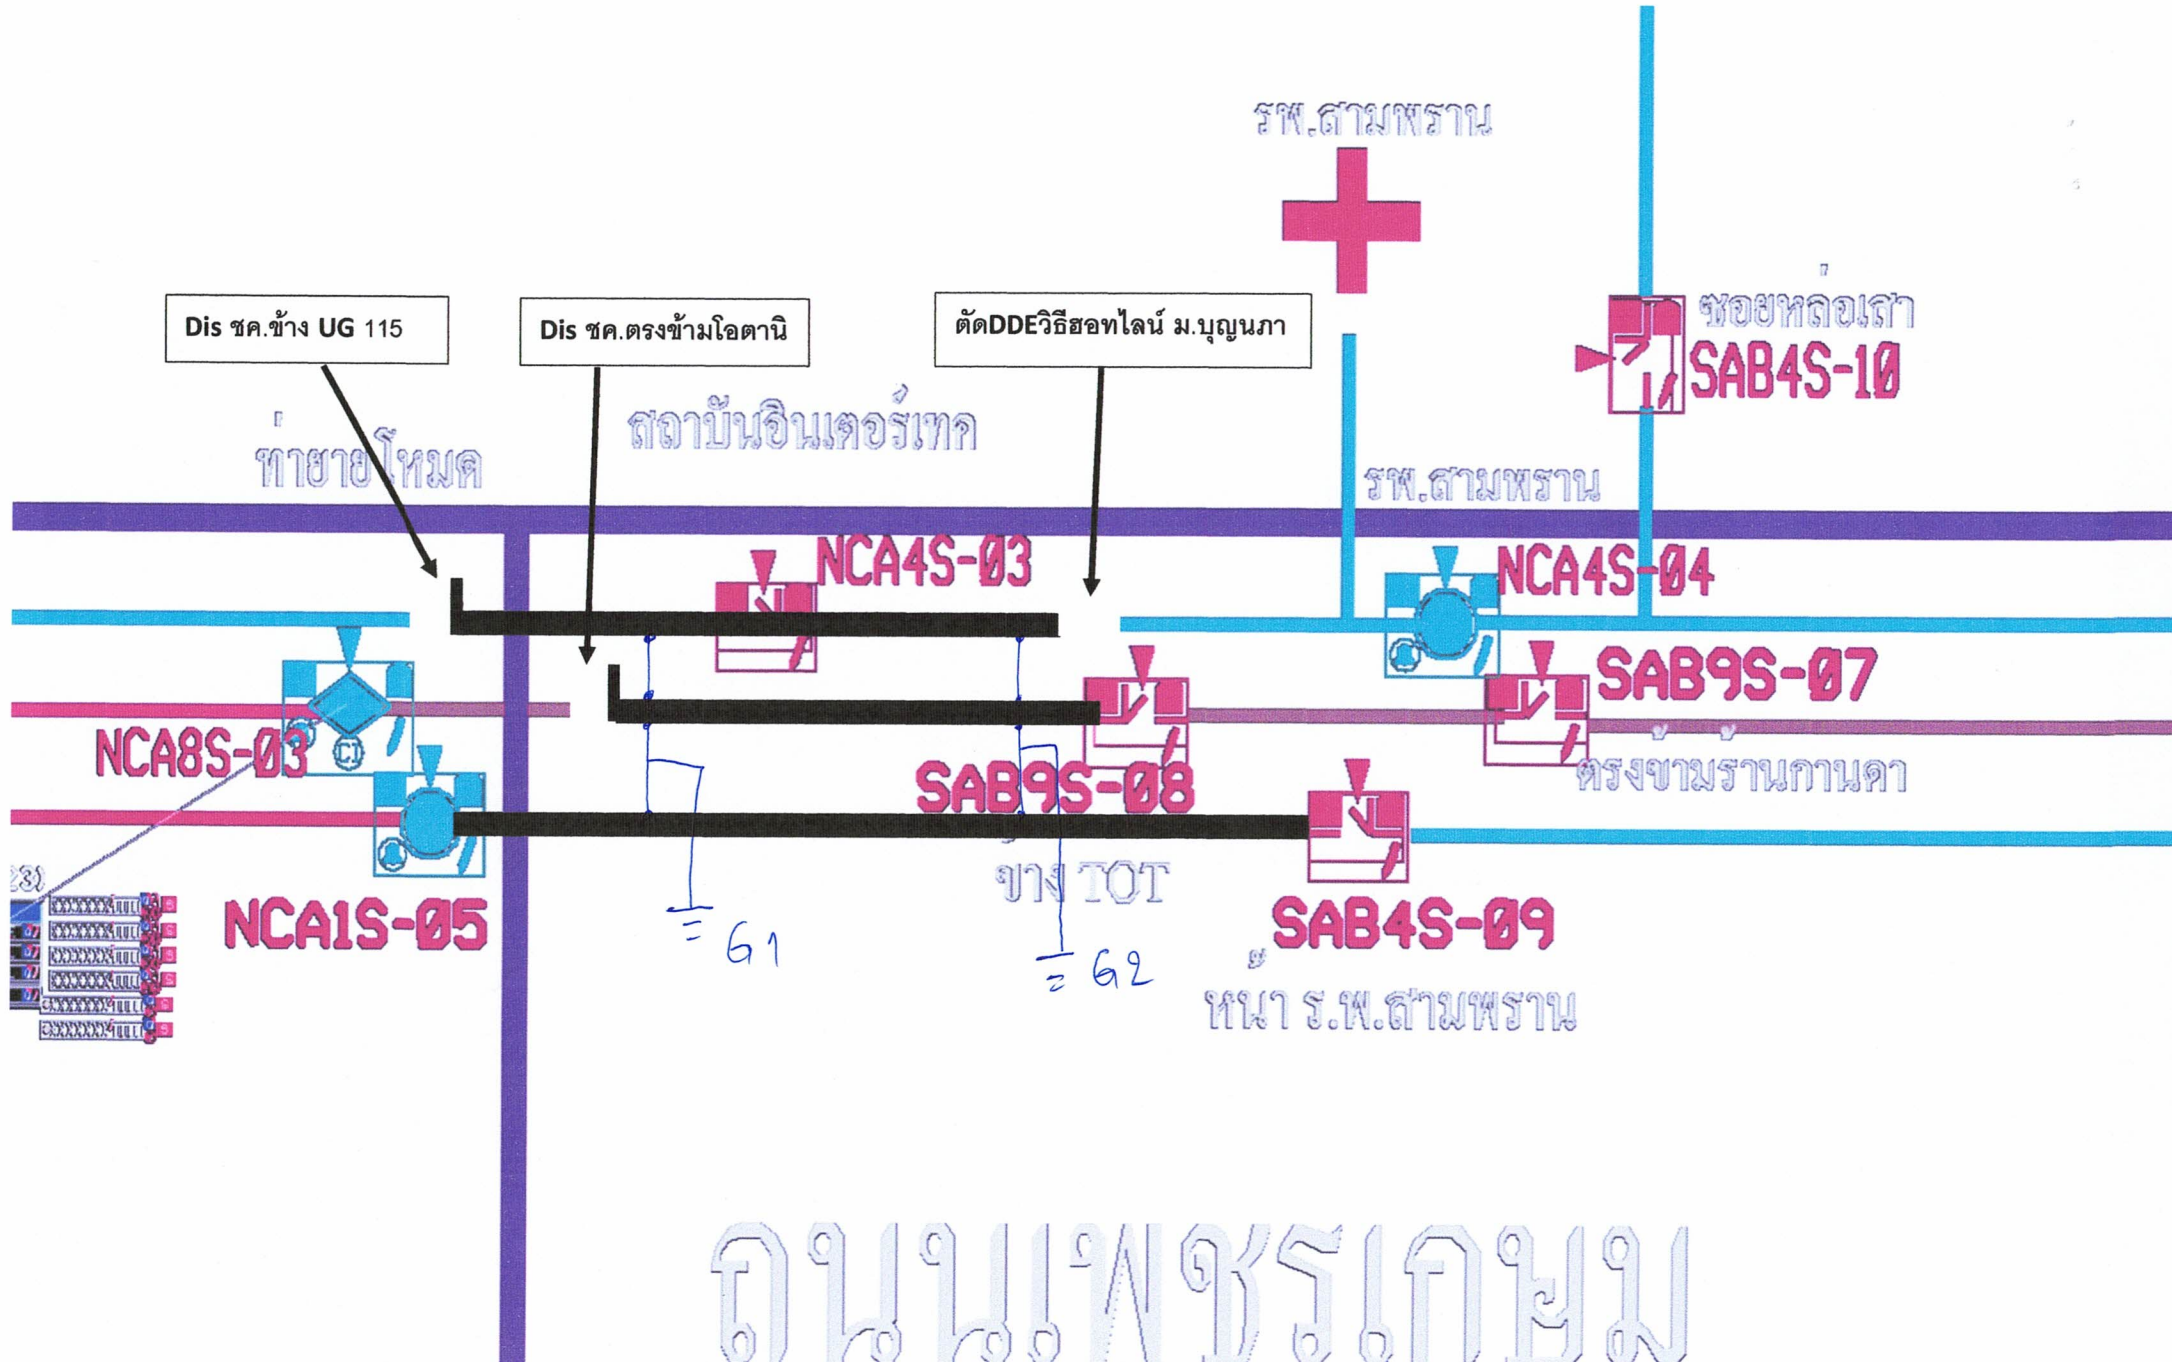 รพ.สามพราน
ซอยหล่อเสา
SAB4S-10
Dis ชค.ข้าง UG 115
Dis ชค.ตรงข้ามโอตานิ
ตัดDDEวิธีฮอทไลน์ ม.บุญนภา
ท่ายายโหมด
สถาบันอินเตอร์เทค
รพ.สามพราน
NCA4S-03
NCA4S-04
SAB9S-07
NCA8S-03
CI
SAB9S-08
ตรงข้ามร้านกานดา
ข้าง TOT
23)
NCA1S-05
SAB4S-09
G1
G2
หน้า ร.พ.สามพราน
ถนนเพชรเกษม